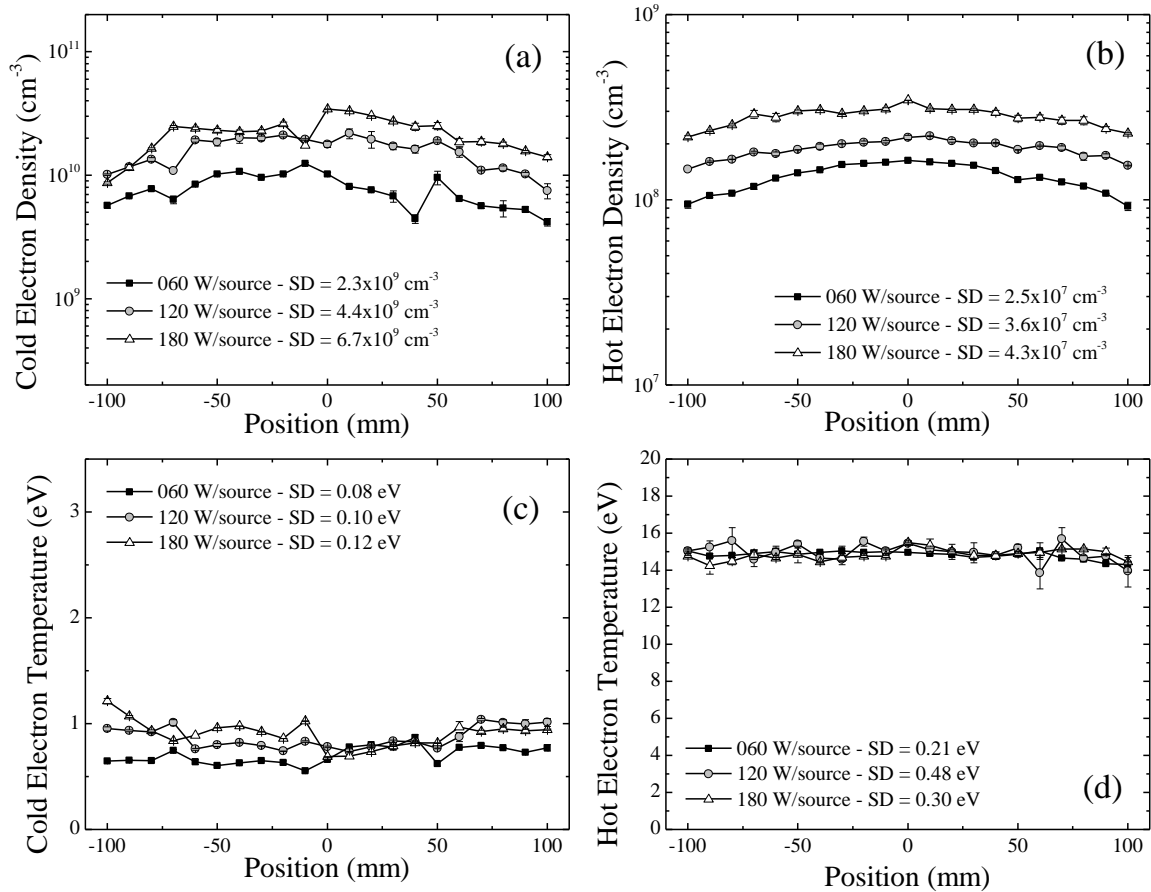 (a)
Cold Electron Density (cm⁻³)
10¹¹
10¹⁰
10⁹
060 W/source - SD = 2.3x10⁹ cm⁻³
120 W/source - SD = 4.4x10⁹ cm⁻³
180 W/source - SD = 6.7x10⁹ cm⁻³
-100 -50 0 50 100
Position (mm)
(b)
Hot Electron Density (cm⁻³)
10⁹
10⁸
10⁷
060 W/source - SD = 2.5x10⁷ cm⁻³
120 W/source - SD = 3.6x10⁷ cm⁻³
180 W/source - SD = 4.3x10⁷ cm⁻³
-100 -50 0 50 100
Position (mm)
(c)
Cold Electron Temperature (eV)
3
2
1
0
060 W/source - SD = 0.08 eV
120 W/source - SD = 0.10 eV
180 W/source - SD = 0.12 eV
-100 -50 0 50 100
Position (mm)
Hot Electron Temperature (eV)
20
18
16
14
12
10
8
6
4
2
0
060 W/source - SD = 0.21 eV
120 W/source - SD = 0.48 eV
180 W/source - SD = 0.30 eV
(d)
-100 -50 0 50 100
Position (mm)